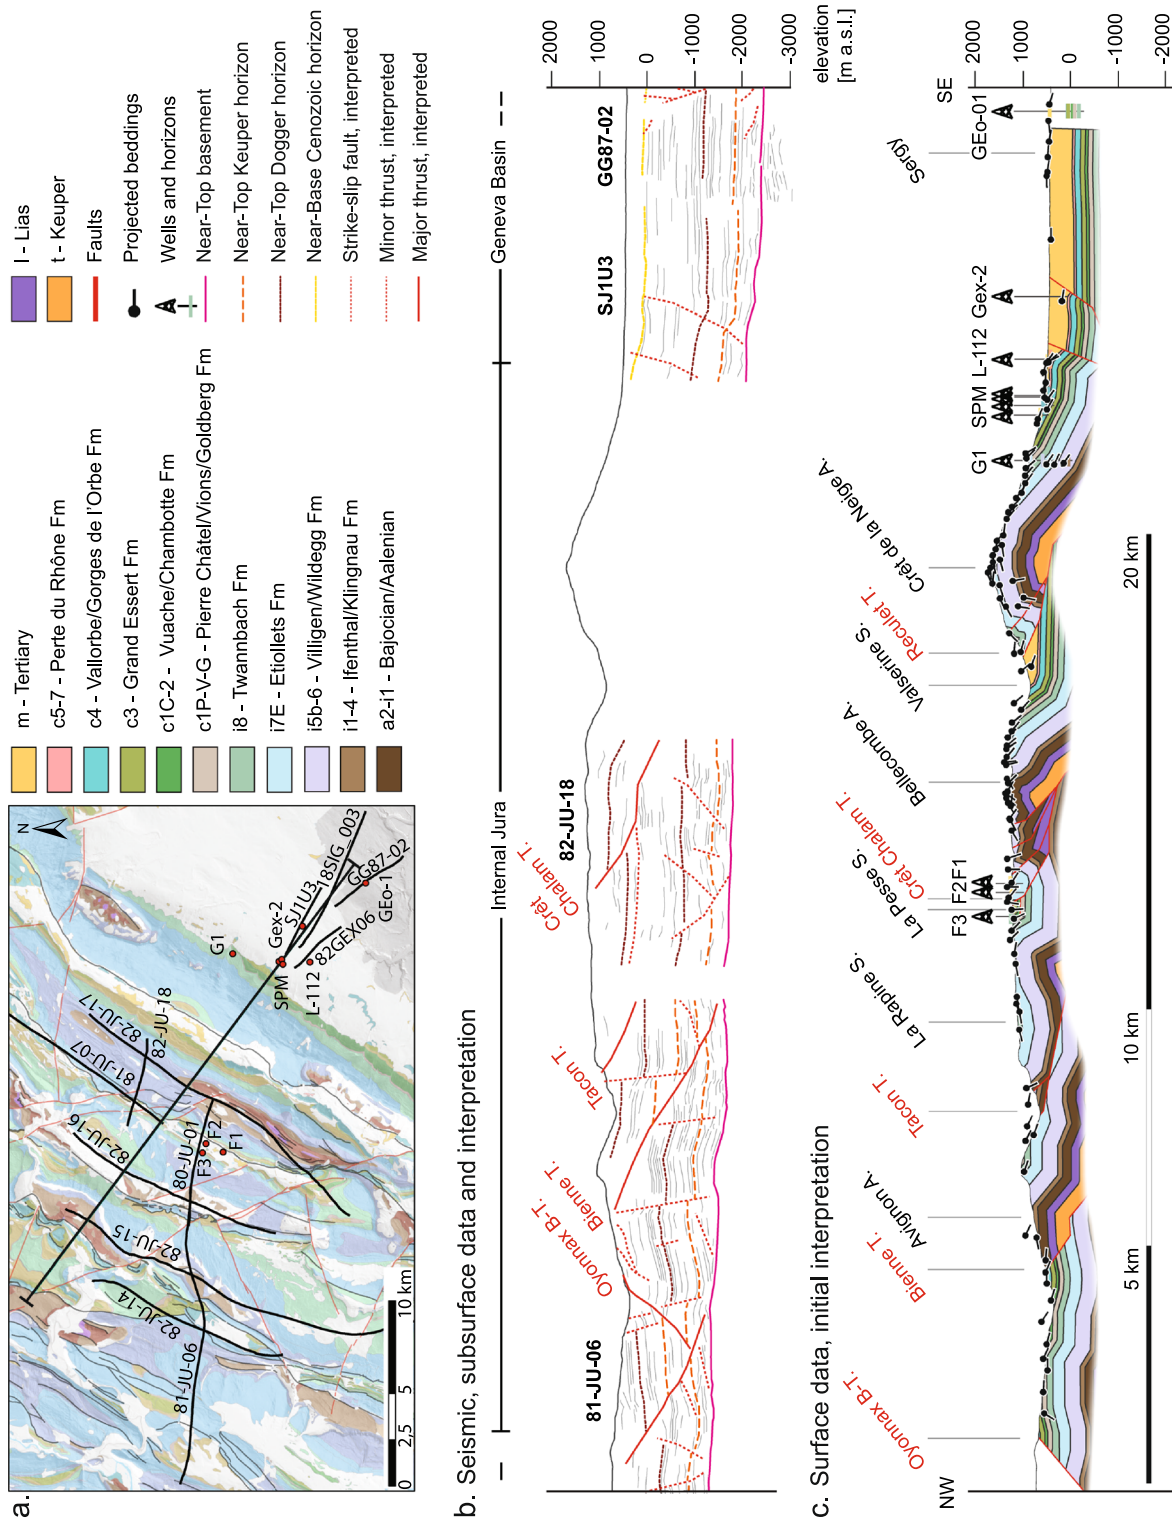 a.
N
81-JU-06
82-JU-14
82-JU-15
82-JU-16
81-JU-07
82-JU-17
82-JU-18
80-JU-01
F3
F2
F1
G1
SPM
Gex-2
L-112
SJ1U3
18SIG_003
82GEX06
GG87-02
GEo-1
0
2,5
5
10 km
m - Tertiary
c5-7 - Perte du Rhône Fm
c4 - Vallorbe/Gorges de l'Orbe Fm
c3 - Grand Essert Fm
c1C-2 - Vuache/Chambotte Fm
c1P-V-G - Pierre Châtel/Vions/Goldberg Fm
i8 - Twannbach Fm
i7E - Etiollets Fm
i5b-6 - Villigen/Wildegg Fm
i1-4 - Ifenthal/Klingnau Fm
a2-i1 - Bajocian/Aalenian
l - Lias
t - Keuper
Faults
Projected beddings
Wells and horizons
Near-Top basement
Near-Top Keuper horizon
Near-Top Dogger horizon
Near-Base Cenozoic horizon
Strike-slip fault, interpreted
Minor thrust, interpreted
Major thrust, interpreted
b. Seismic, subsurface data and interpretation
Internal Jura
Geneva Basin
81-JU-06
Oyonnax B-T.
Bienne T.
Tacon T.
Crêt
Chalam T.
82-JU-18
SJ1U3
GG87-02
2000
1000
0
-1000
-2000
-3000
elevation
[m a.s.l.]
c. Surface data, initial interpretation
NW
SE
Oyonnax B-T.
Bienne T.
Avignon A.
Tacon T.
La Rapine S.
La Pesse S.
F3
F2
F1
Crêt Chalam T.
Bellecombe A.
Valserine S.
Reculet T.
Crêt de la Neige A.
G1
SPM
L-112
Gex-2
Sergy
GEo-01
2000
1000
0
-1000
-2000
5 km
10 km
20 km